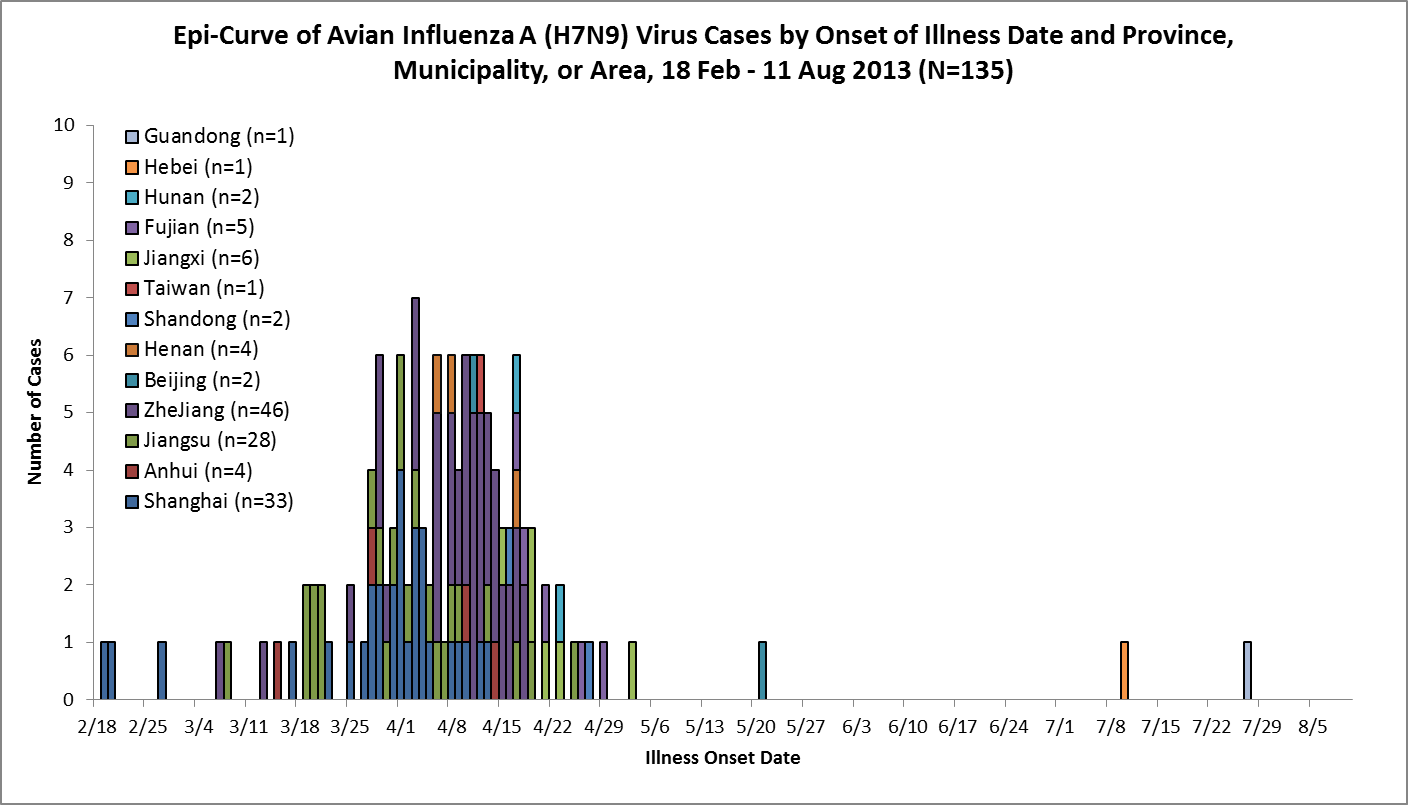 Epi-Curve of Avian Influenza A (H7N9) Virus Cases by Onset of Illness Date and Province,
Municipality, or Area, 18 Feb - 11 Aug 2013 (N=135)
Number of Cases
10
9
8
7
6
5
4
3
2
1
0
Guandong (n=1)
Hebei (n=1)
Hunan (n=2)
Fujian (n=5)
Jiangxi (n=6)
Taiwan (n=1)
Shandong (n=2)
Henan (n=4)
Beijing (n=2)
ZheJiang (n=46)
Jiangsu (n=28)
Anhui (n=4)
Shanghai (n=33)
2/18 2/25 3/4 3/11 3/18 3/25 4/1 4/8 4/15 4/22 4/29 5/6 5/13 5/20 5/27 6/3 6/10 6/17 6/24 7/1 7/8 7/15 7/22 7/29 8/5
Illness Onset Date